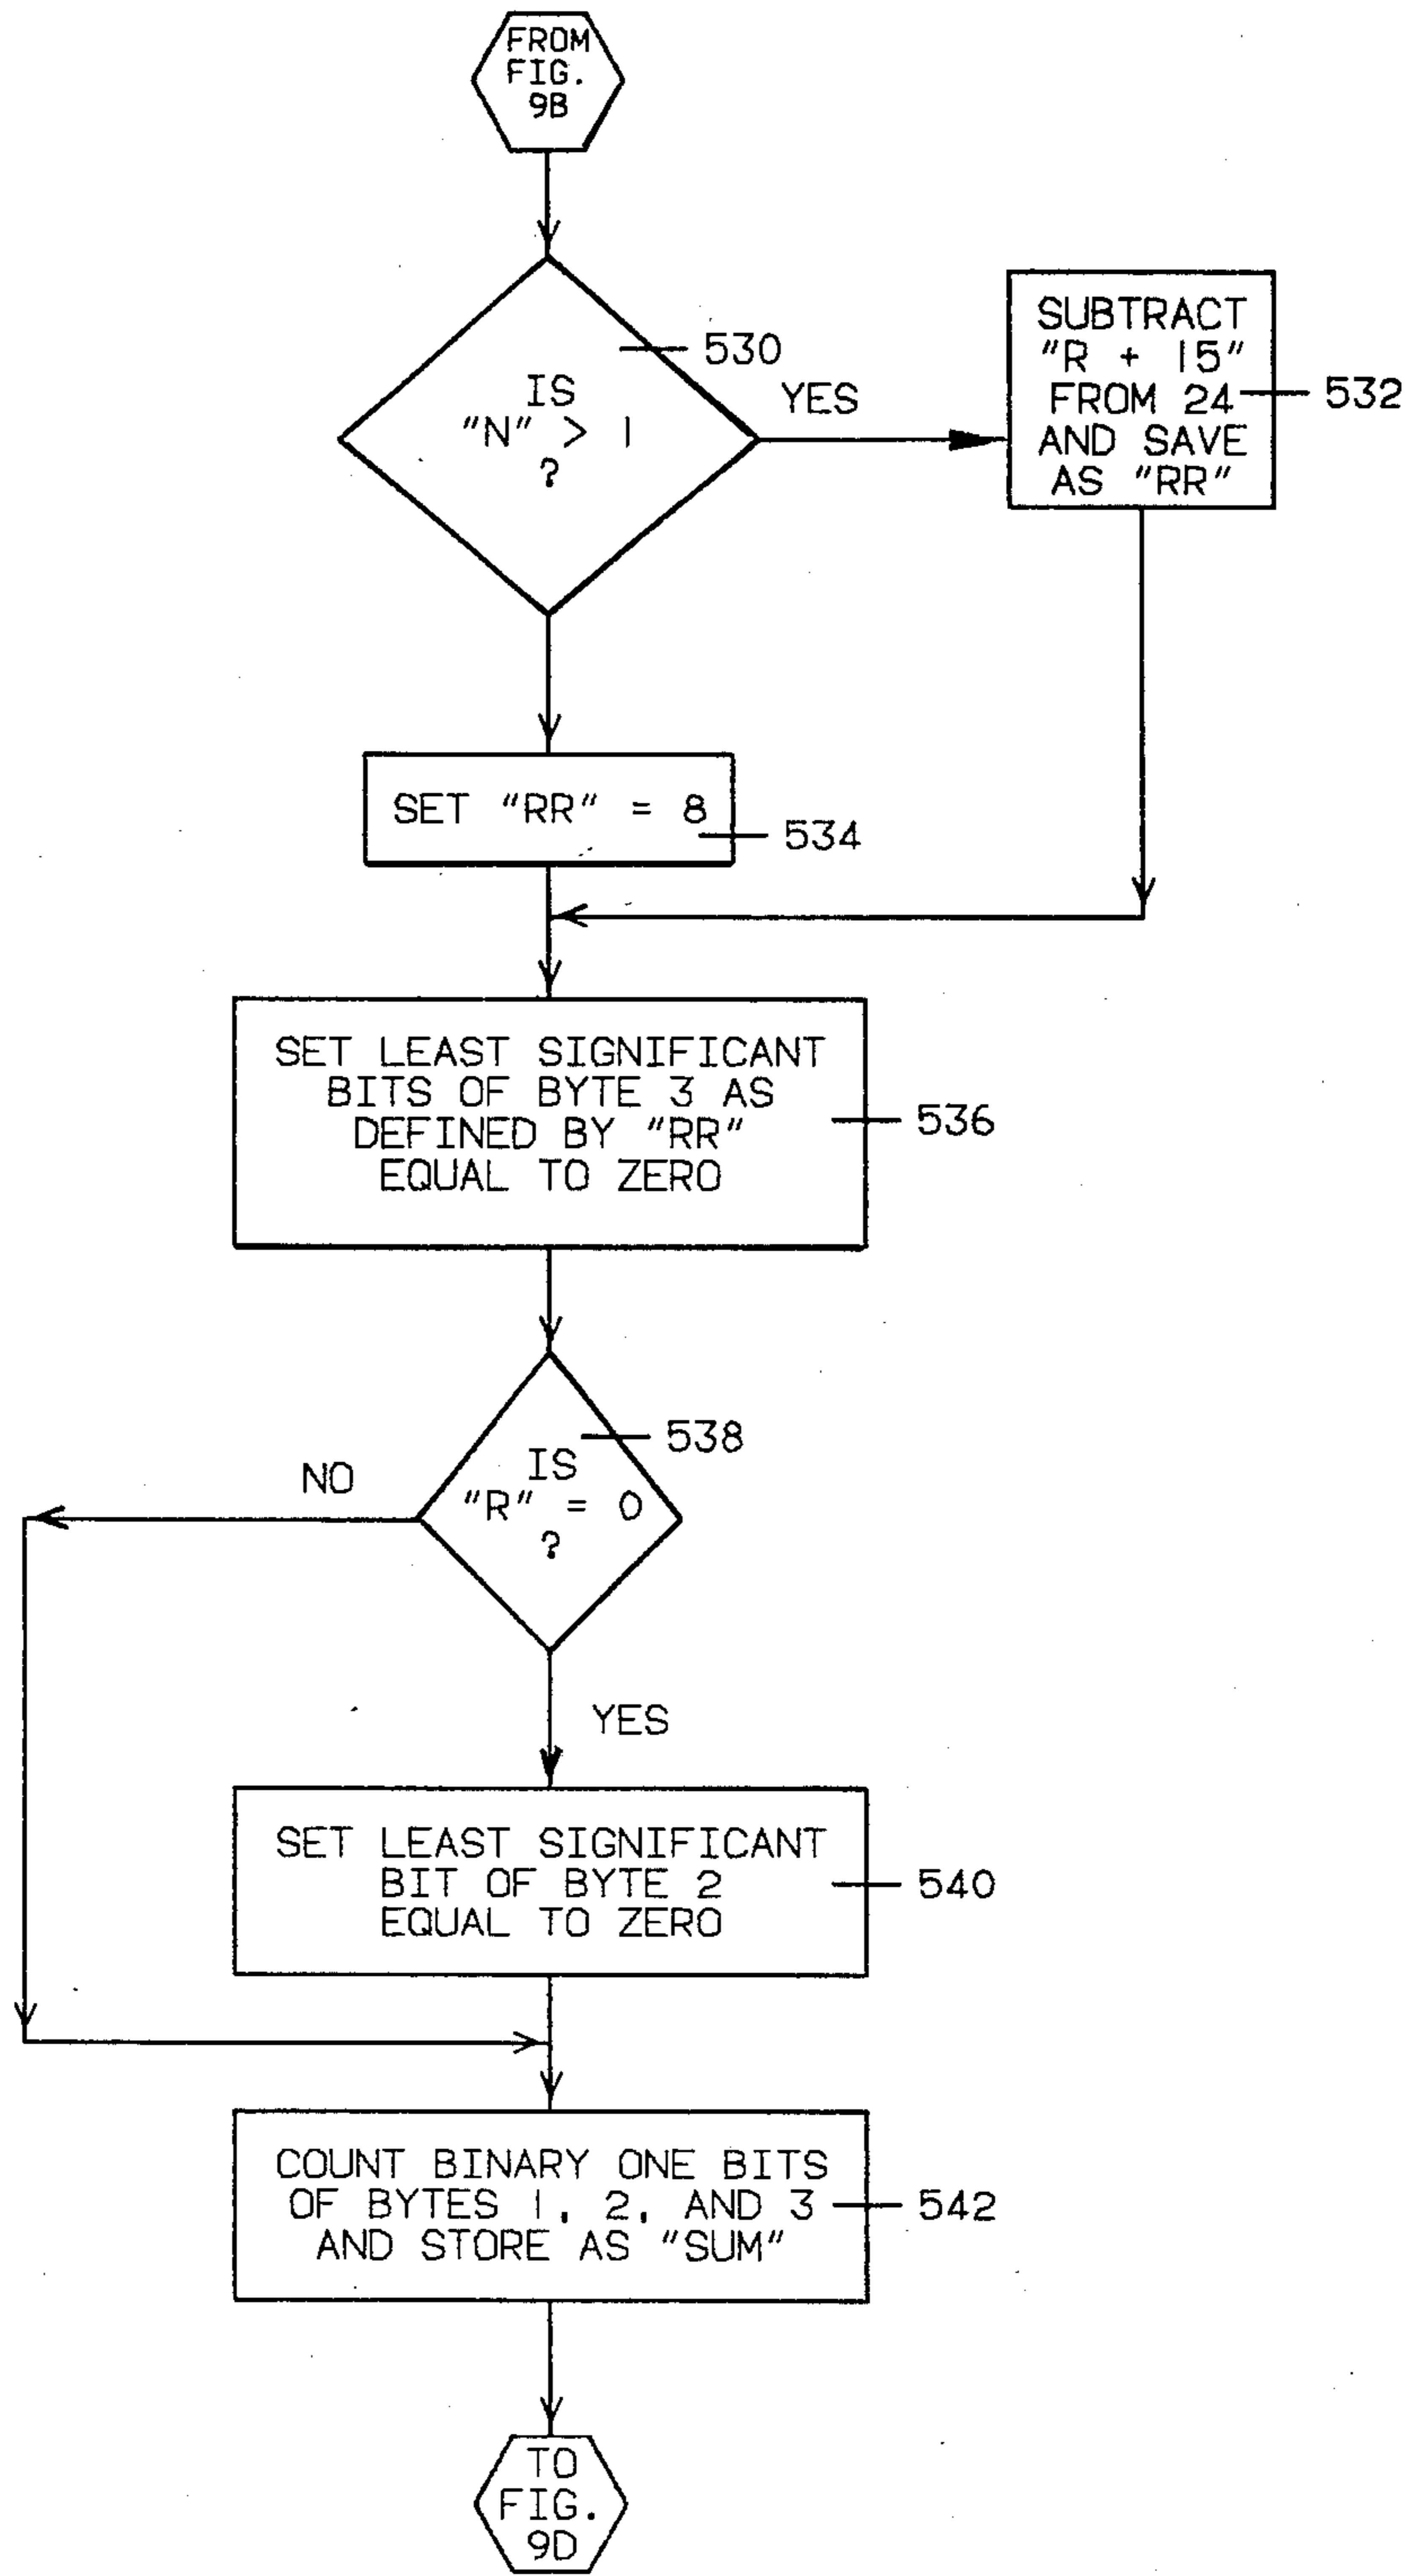 FROM
FIG.
9B
530
IS
"N" > 1
?
YES
SUBTRACT
"R + 15"
FROM 24
AND SAVE
AS "RR"
532
SET "RR" = 8
534
SET LEAST SIGNIFICANT
BITS OF BYTE 3 AS
DEFINED BY "RR"
EQUAL TO ZERO
536
538
IS
"R" = 0
?
NO
YES
SET LEAST SIGNIFICANT
BIT OF BYTE 2
EQUAL TO ZERO
540
COUNT BINARY ONE BITS
OF BYTES 1, 2, AND 3
AND STORE AS "SUM"
542
TO
FIG.
9D